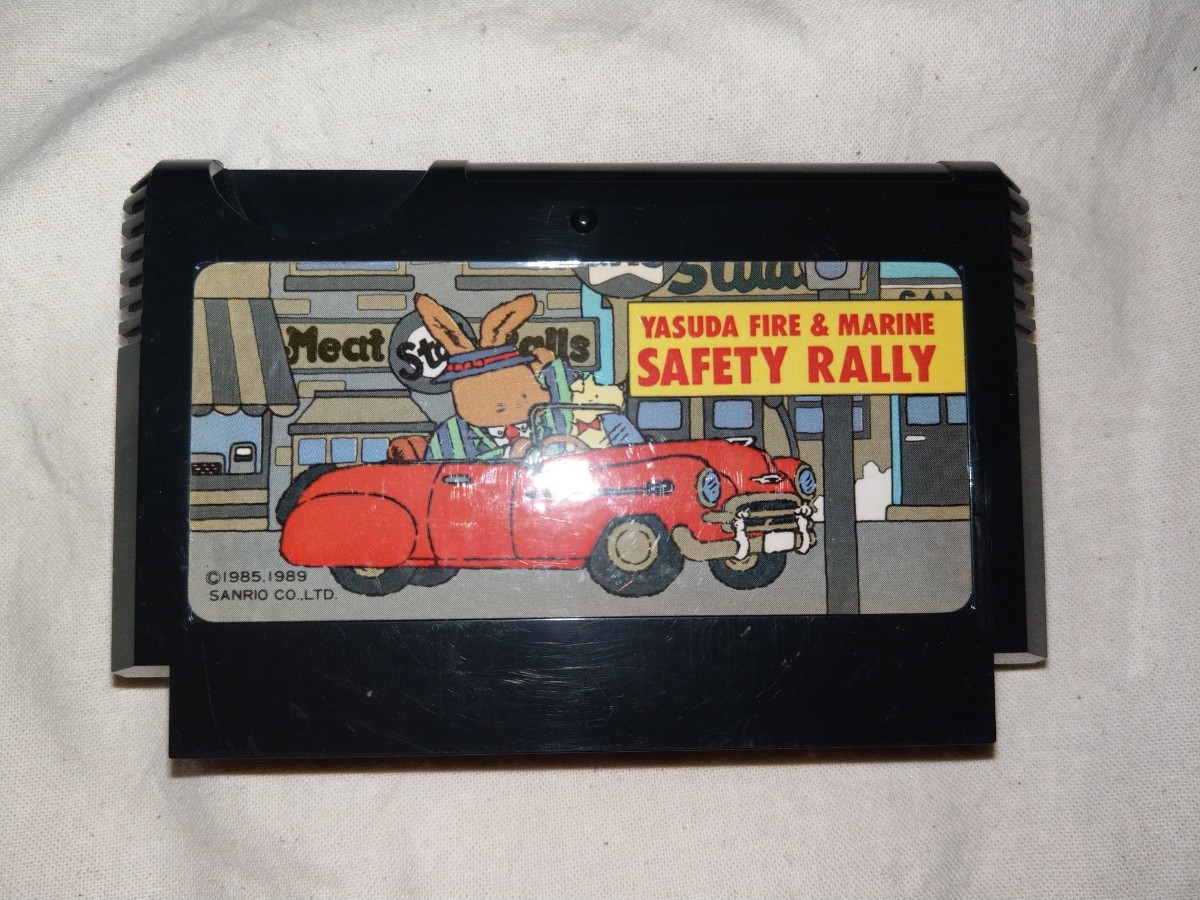 Meat
YASUDA FIRE & MARINE
SAFETY RALLY
©1985.1989
SANRIO CO.,LTD.